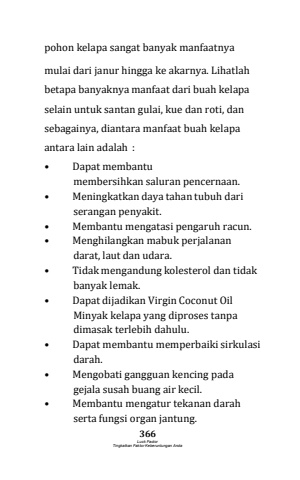 pohon kelapa sangat banyak manfaatnya
mulai dari janur hingga ke akarnya. Lihatlah
betapa banyaknya manfaat dari buah kelapa
selain untuk santan gulai, kue dan roti, dan
sebagainya, diantara manfaat buah kelapa
antara lain adalah :
• Dapat membantu
membersihkan saluran pencernaan.
• Meningkatkan daya tahan tubuh dari
serangan penyakit.
• Membantu mengatasi pengaruh racun.
• Menghilangkan mabuk perjalanan
darat, laut dan udara.
• Tidak mengandung kolesterol dan tidak
banyak lemak.
• Dapat dijadikan Virgin Coconut Oil
Minyak kelapa yang diproses tanpa
dimasak terlebih dahulu.
• Dapat membantu memperbaiki sirkulasi
darah.
• Mengobati gangguan kencing pada
gejala susah buang air kecil.
• Membantu mengatur tekanan darah
serta fungsi organ jantung.
366
Luck Factor
Tingkatkan Faktor Keberuntungan Anda